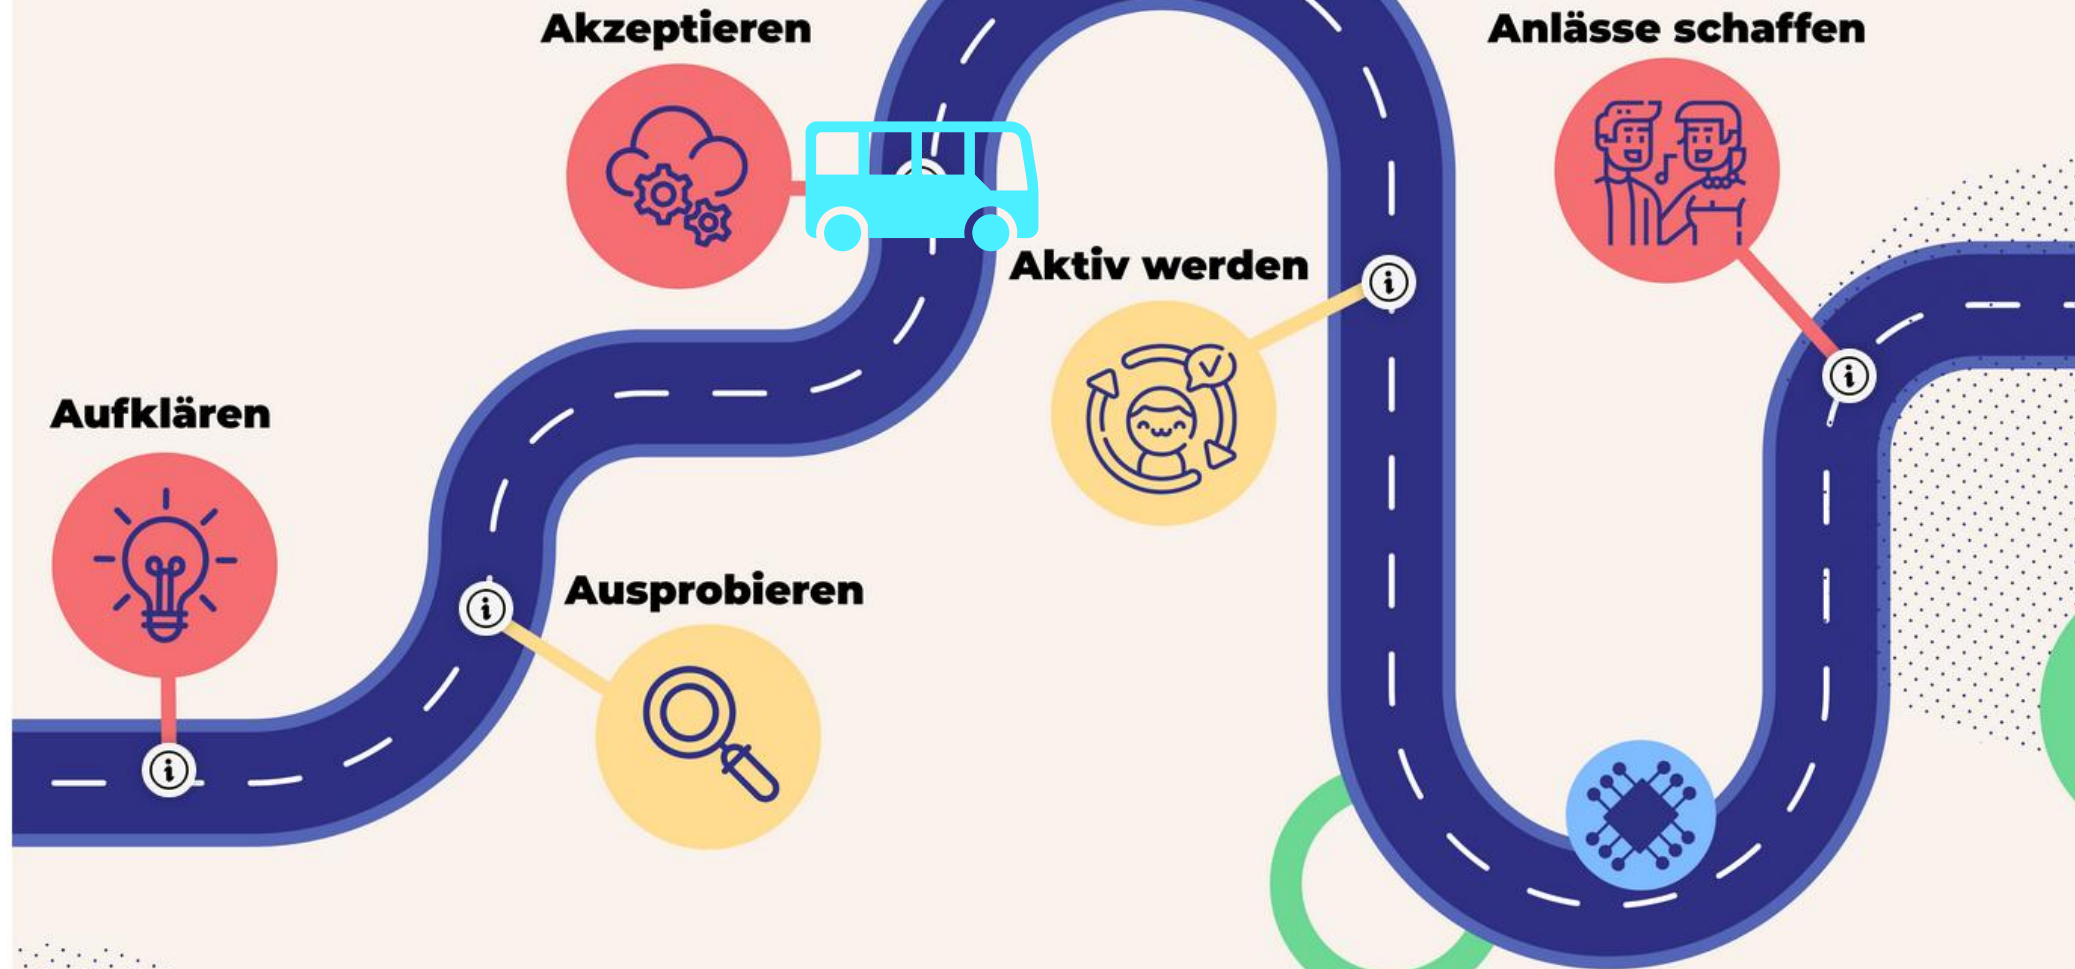 Akzeptieren
Anlässe schaffen
Aktiv werden
Aufklären
Ausprobieren
i
i
i
i